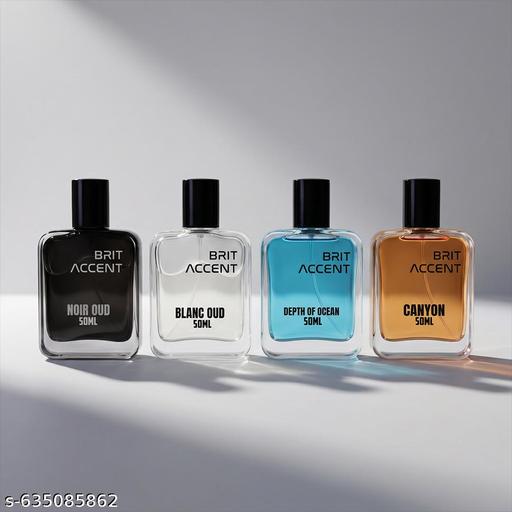 BRIT
ACCENT
NOIR OUD
50ML
BRIT
ACCENT
BLANC OUD
50ML
BRIT
ACCENT
DEPTH OF OCEAN
50ML
BRIT
ACCENT
CANYON
50ML
s-635085862